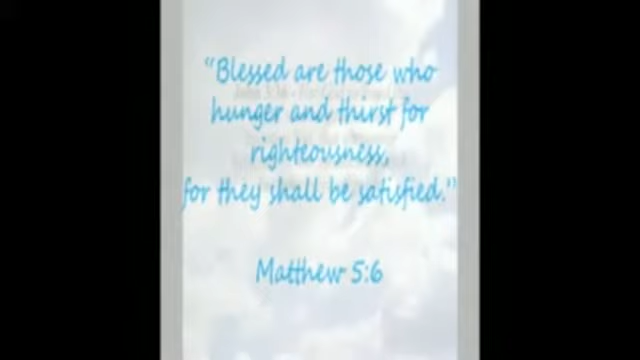 "Blessed are those who
hunger and thirst for
righteousness,
for they shall be satisfied."
Matthew 5:6